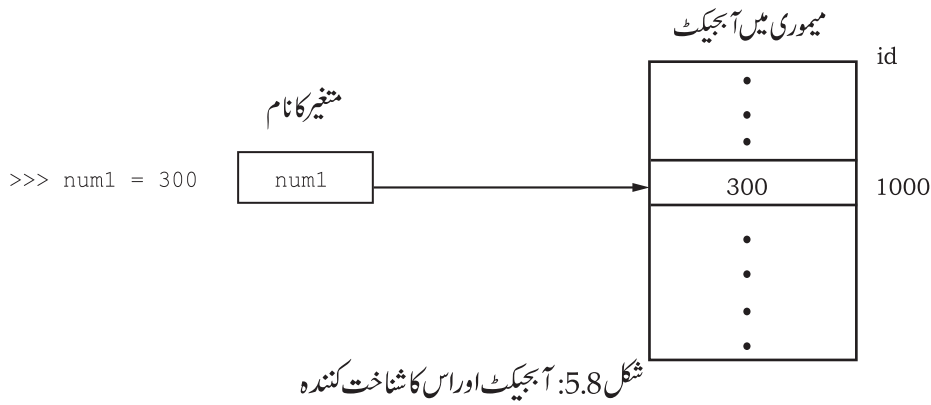 میموری میں آبجیکٹ
id
متغیر کا نام
>>> num1 = 300
num1
300
1000
شکل 5.8: آبجیکٹ اور اس کا شناخت کنندہ